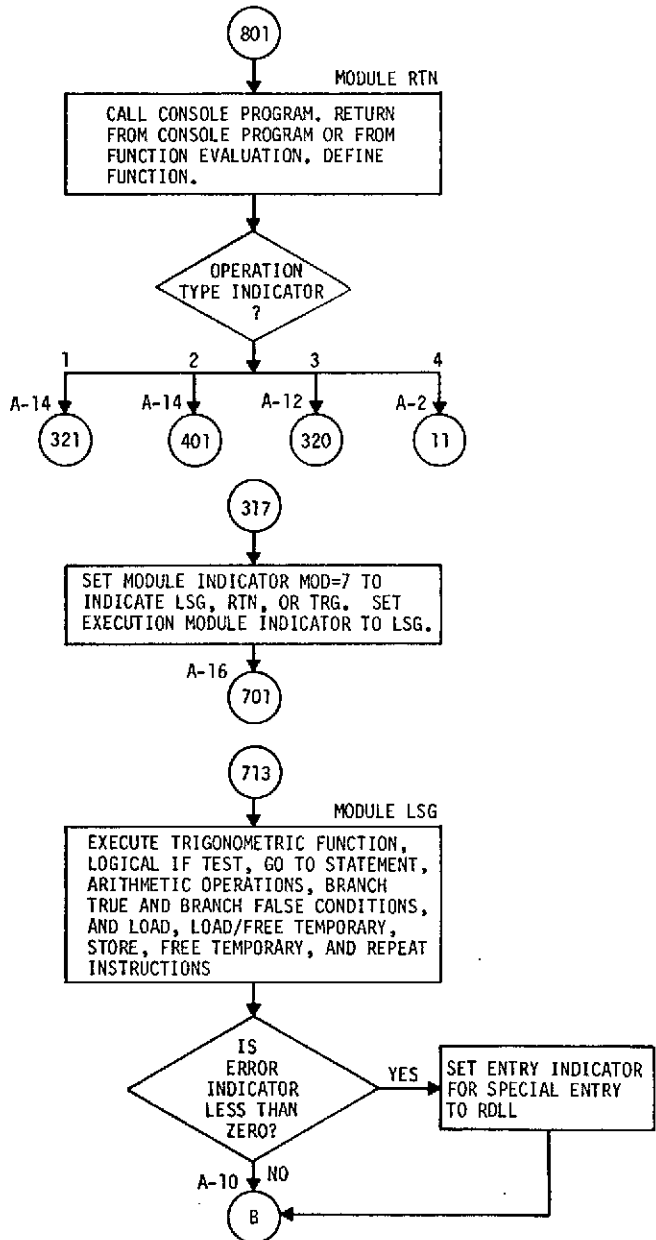 801
MODULE RTN
CALL CONSOLE PROGRAM. RETURN
FROM CONSOLE PROGRAM OR FROM
FUNCTION EVALUATION. DEFINE
FUNCTION.
OPERATION
TYPE INDICATOR
?
1 2 3 4
A-14 A-14 A-12 A-2
321 401 320 11
317
SET MODULE INDICATOR MOD=7 TO
INDICATE LSG, RTN, OR TRG. SET
EXECUTION MODULE INDICATOR TO LSG.
A-16
701
713
MODULE LSG
EXECUTE TRIGONOMETRIC FUNCTION,
LOGICAL IF TEST, GO TO STATEMENT,
ARITHMETIC OPERATIONS, BRANCH
TRUE AND BRANCH FALSE CONDITIONS,
AND LOAD, LOAD/FREE TEMPORARY,
STORE, FREE TEMPORARY, AND REPEAT
INSTRUCTIONS
IS
ERROR
INDICATOR
LESS THAN
ZERO?
YES
SET ENTRY INDICATOR
FOR SPECIAL ENTRY
TO RDLL
A-10 NO
B